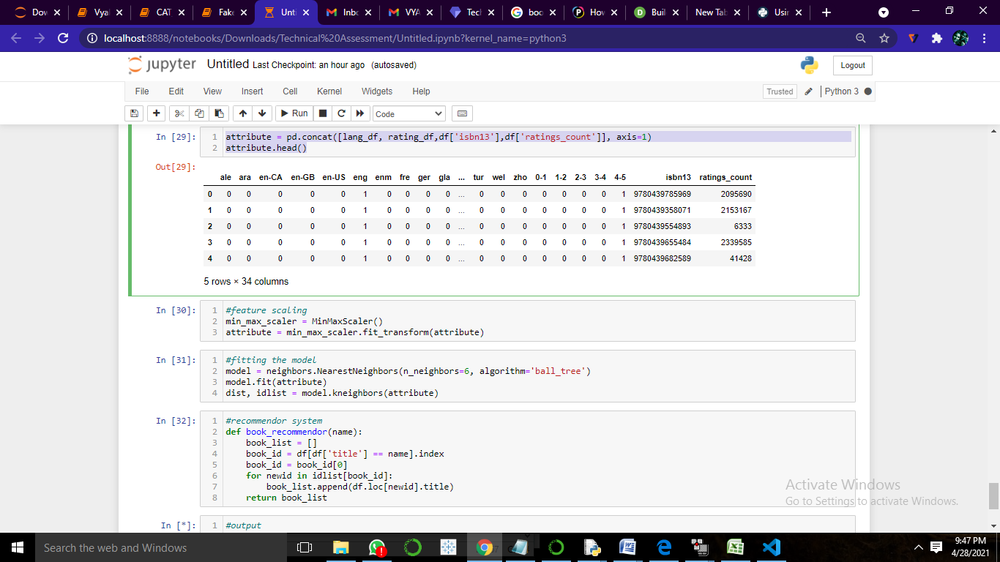 Dow
Vyal
CAT
Fake
Unti
Inbo
VYA
Tech
boo
Hov
Buil
New Tab
Usir
localhost:8888/notebooks/Downloads/Technical%20Assessment/Untitled.ipynb?kernel_name=python3
jupyter Untitled Last Checkpoint: an hour ago (autosaved)
Logout
File Edit View Insert Cell Kernel Widgets Help
Trusted Python 3
Run Code
In [29]:
1 attribute = pd.concat([lang_df, rating_df,df['isbn13'],df['ratings_count']], axis=1)
2 attribute.head()
Out[29]:
ale ara en-CA en-GB en-US eng enm fre ger gla ... tur wel zho 0-1 1-2 2-3 3-4 4-5 isbn13 ratings_count
0 0 0 0 0 0 1 0 0 0 0 ... 0 0 0 0 0 0 0 1 9780439785969 2095690
1 0 0 0 0 0 1 0 0 0 0 ... 0 0 0 0 0 0 0 1 9780439358071 2153167
2 0 0 0 0 0 1 0 0 0 0 ... 0 0 0 0 0 0 0 1 9780439554893 6333
3 0 0 0 0 0 1 0 0 0 0 ... 0 0 0 0 0 0 0 1 9780439655484 2339585
4 0 0 0 0 0 1 0 0 0 0 ... 0 0 0 0 0 0 0 1 9780439682589 41428
5 rows × 34 columns
In [30]:
1 #feature scaling
2 min_max_scaler = MinMaxScaler()
3 attribute = min_max_scaler.fit_transform(attribute)
In [31]:
1 #fitting the model
2 model = neighbors.NearestNeighbors(n_neighbors=6, algorithm='ball_tree')
3 model.fit(attribute)
4 dist, idlist = model.kneighbors(attribute)
In [32]:
1 #recommendor system
2 def book_recommendor(name):
3 book_list = []
4 book_id = df[df['title'] == name].index
5 book_id = book_id[0]
6 for newid in idlist[book_id]:
7 book_list.append(df.loc[newid].title)
8 return book_list
In [*]:
1 #output
Activate Windows
Go to Settings to activate Windows.
Search the web and Windows
9:47 PM
4/28/2021